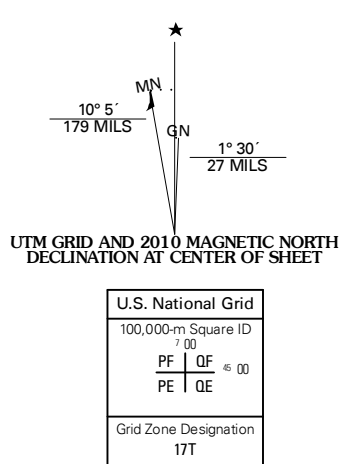 MN
10° 5´
179 MILS
GN
1° 30´
27 MILS
UTM GRID AND 2010 MAGNETIC NORTH
DECLINATION AT CENTER OF SHEET
U.S. National Grid
100,000-m Square ID
7 00
PF QF 45 00
PE QE
Grid Zone Designation
17T